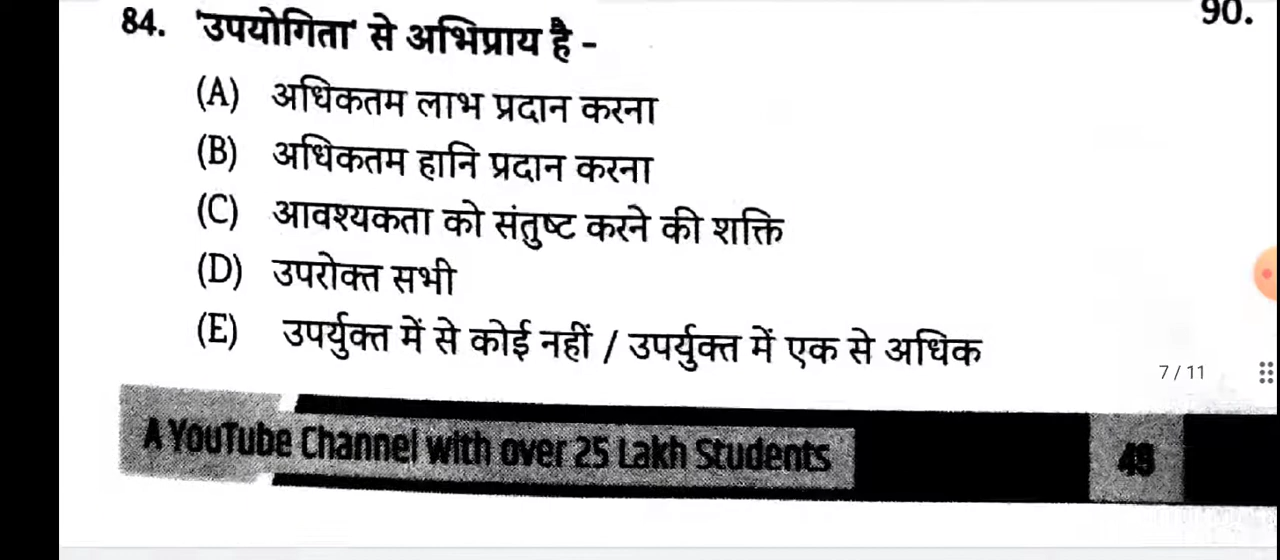 84. 'उपयोगिता' से अभिप्राय है -
90.
(A) अधिकतम लाभ प्रदान करना
(B) अधिकतम हानि प्रदान करना
(C) आवश्यकता को संतुष्ट करने की शक्ति
(D) उपरोक्त सभी
(E) उपर्युक्त में से कोई नहीं / उपर्युक्त में एक से अधिक
7 / 11
A YouTube Channel with over 25 Lakh Students